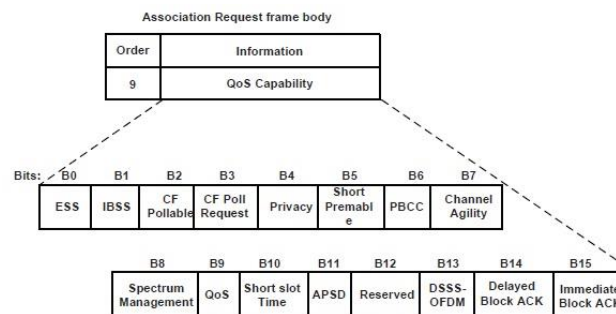 Association Request frame body
Order Information
9 QoS Capability
Bits: B0 B1 B2 B3 B4 B5 B6 B7
ESS IBSS CF Pollable CF Poll Request Privacy Short Premable PBCC Channel Agility
B8 B9 B10 B11 B12 B13 B14 B15
Spectrum Management QoS Short slot Time APSD Reserved DSSS-OFDM Delayed Block ACK Immediate Block ACK